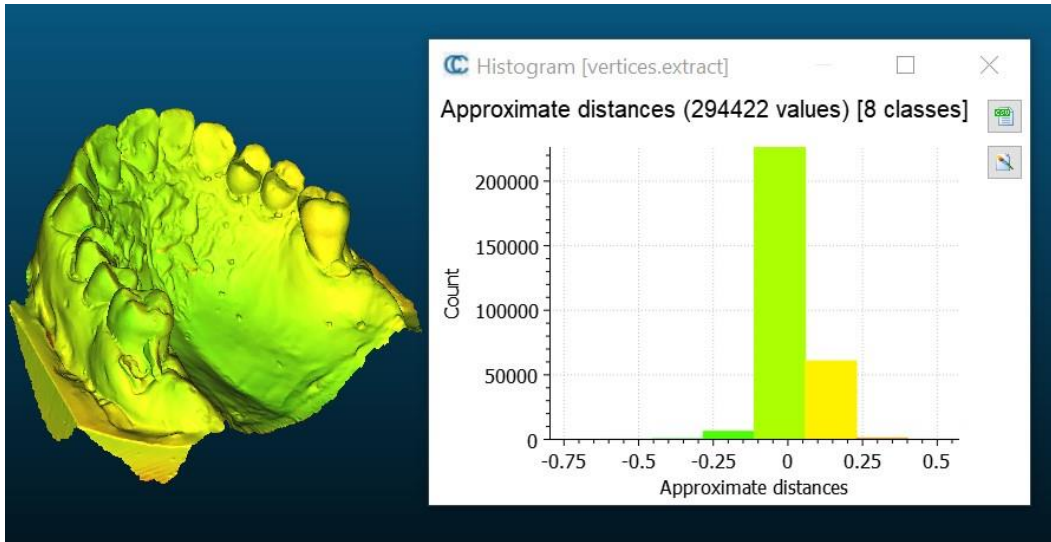 Histogram [vertices.extract]
Approximate distances (294422 values) [8 classes]
200000
150000
100000
50000
0
Count
-0.75 -0.5 -0.25 0 0.25 0.5
Approximate distances